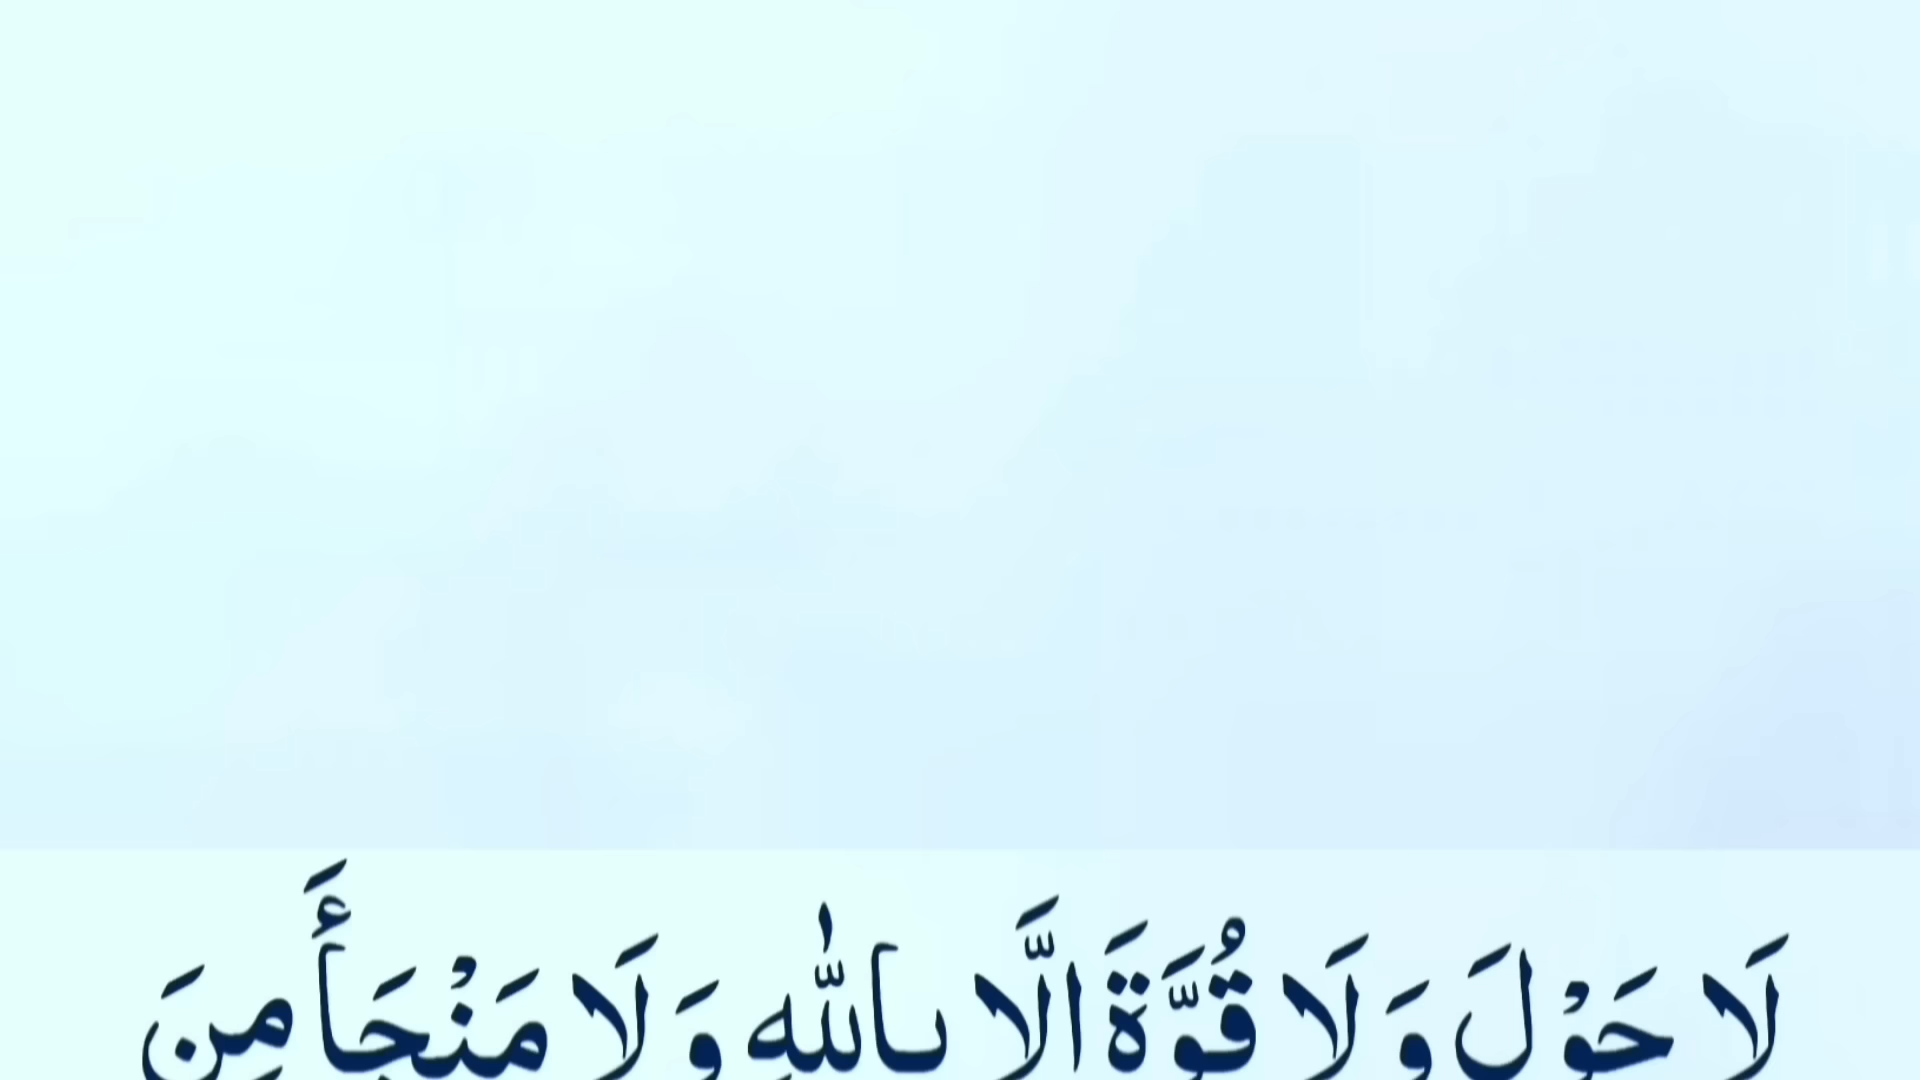 لَا حَوْلَ وَلَا قُوَّةَ اِلَّا بِاللّٰهِ وَلَا مَنْجَأَ مِنَ